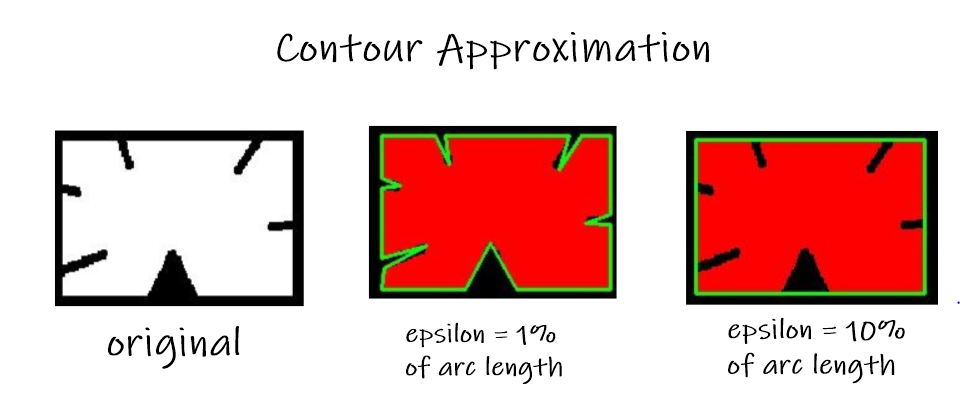 Contour Approximation
original
epsilon = 1%
of arc length
epsilon = 10%
of arc length